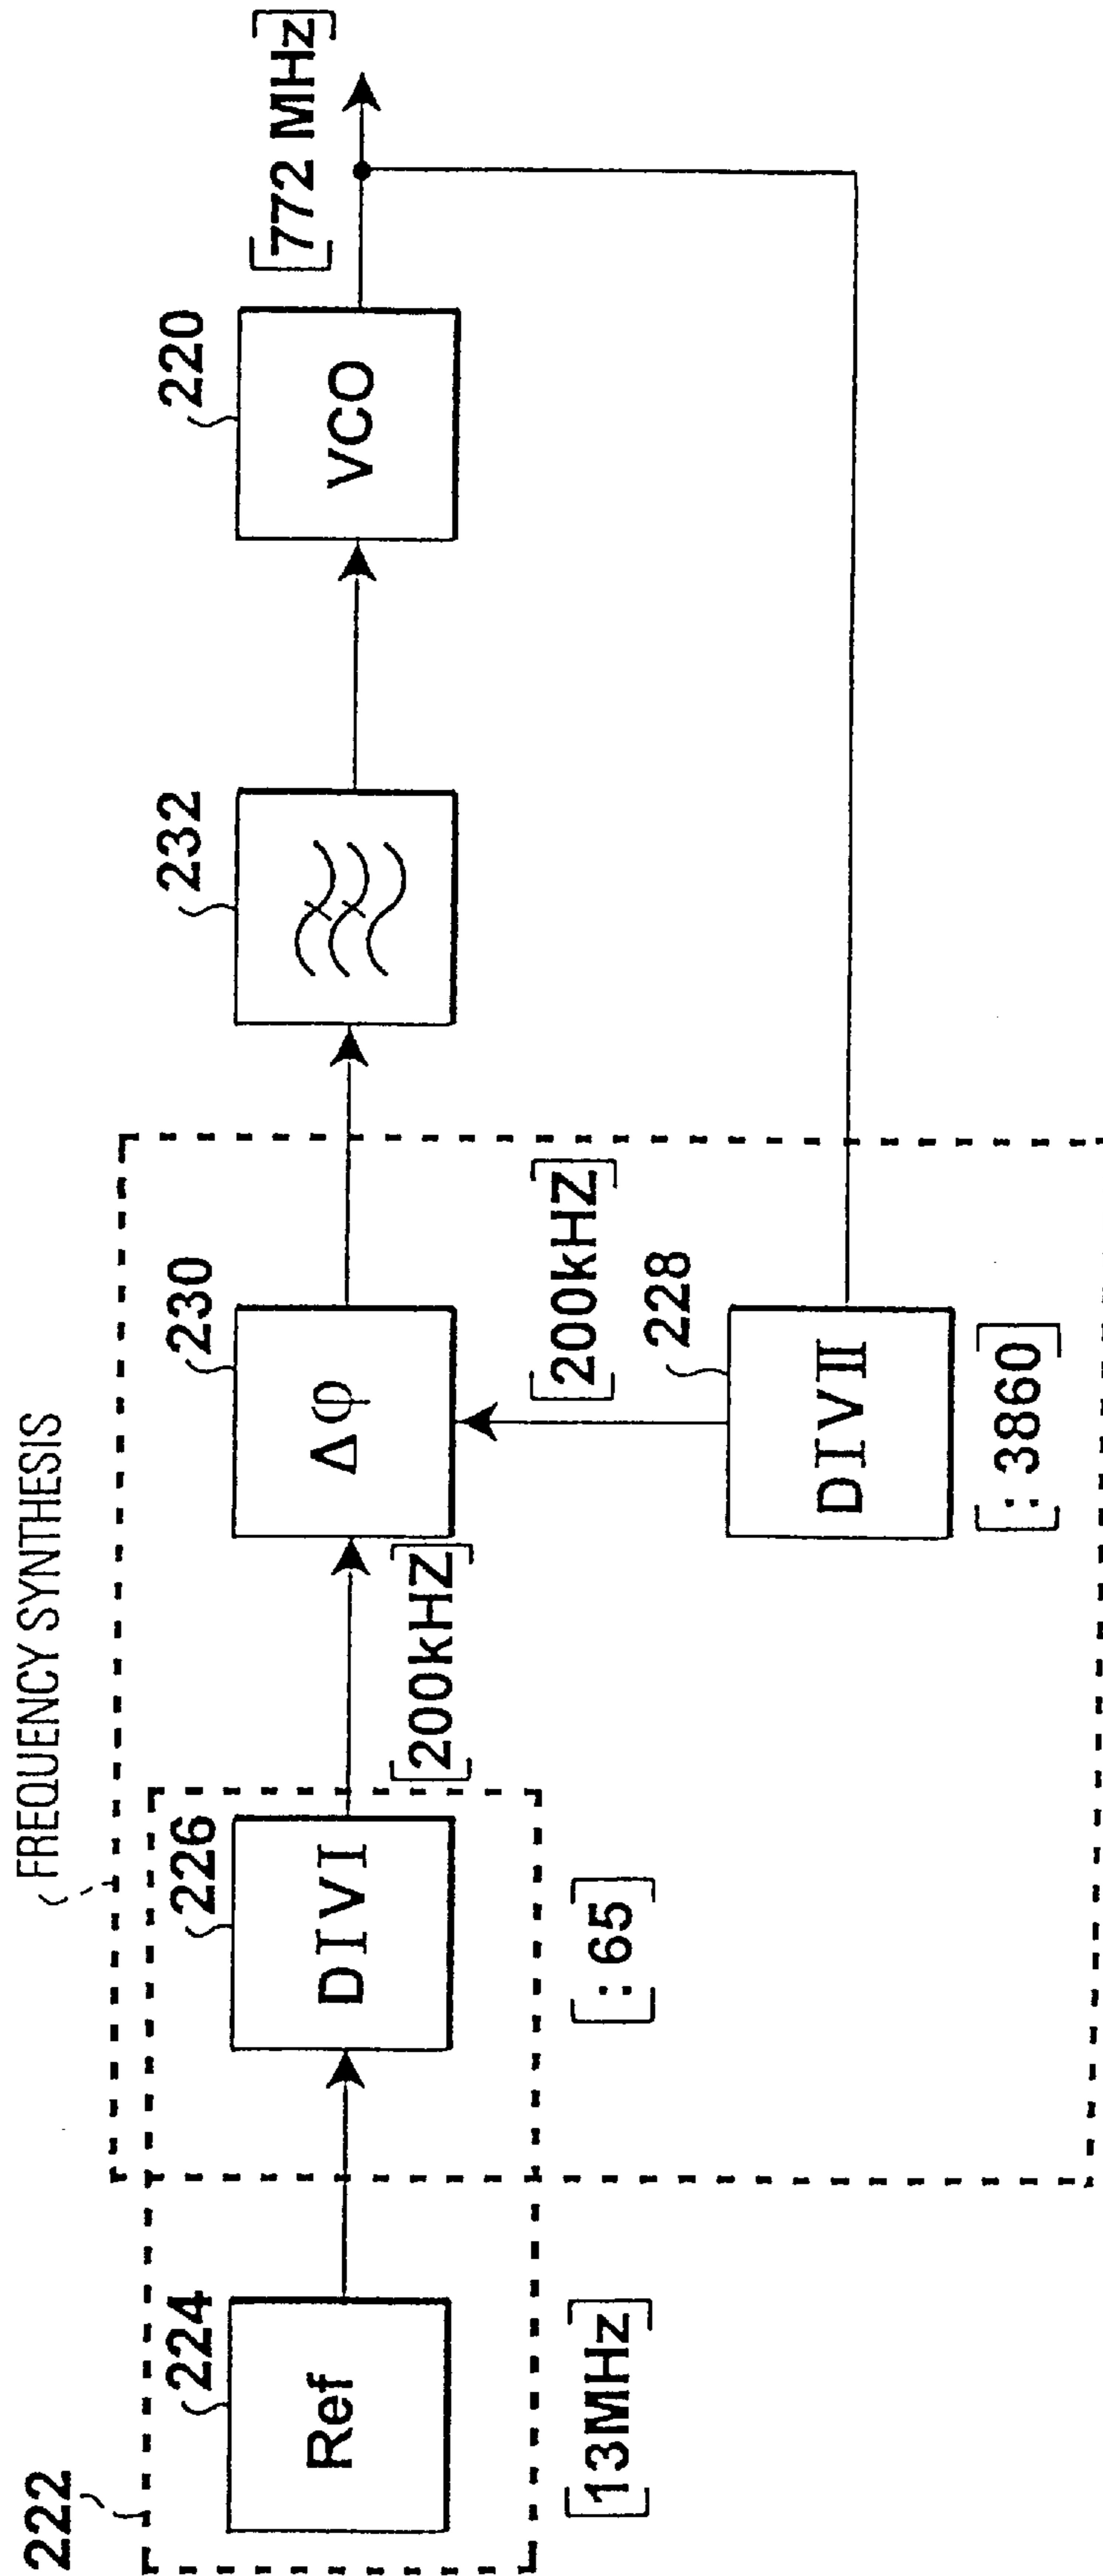 FREQUENCY SYNTHESIS
222
224
Ref
[13MHz]
226
DIV I
[:65]
[200kHZ]
230
Δφ
[200kHZ]
228
DIV II
[:3860]
232
220
VCO
[772 MHz]